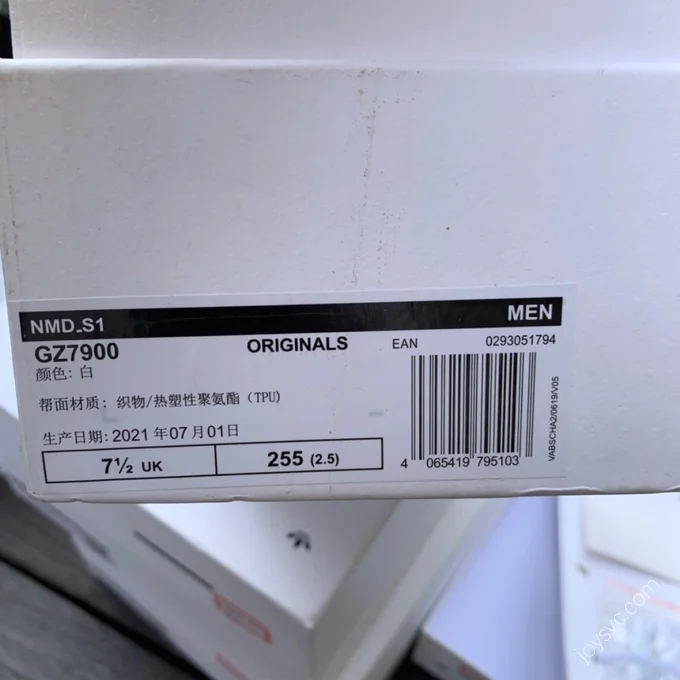 NMD_S1 MEN
GZ7900 ORIGINALS EAN 0293051794
颜色: 白
帮面材质: 织物/热塑性聚氨酯 (TPU)
生产日期: 2021 年 07 月 01 日
7½ UK 255 (2.5)
4 065419 795103
VABSCHA2/0619/V05
joysvc.com